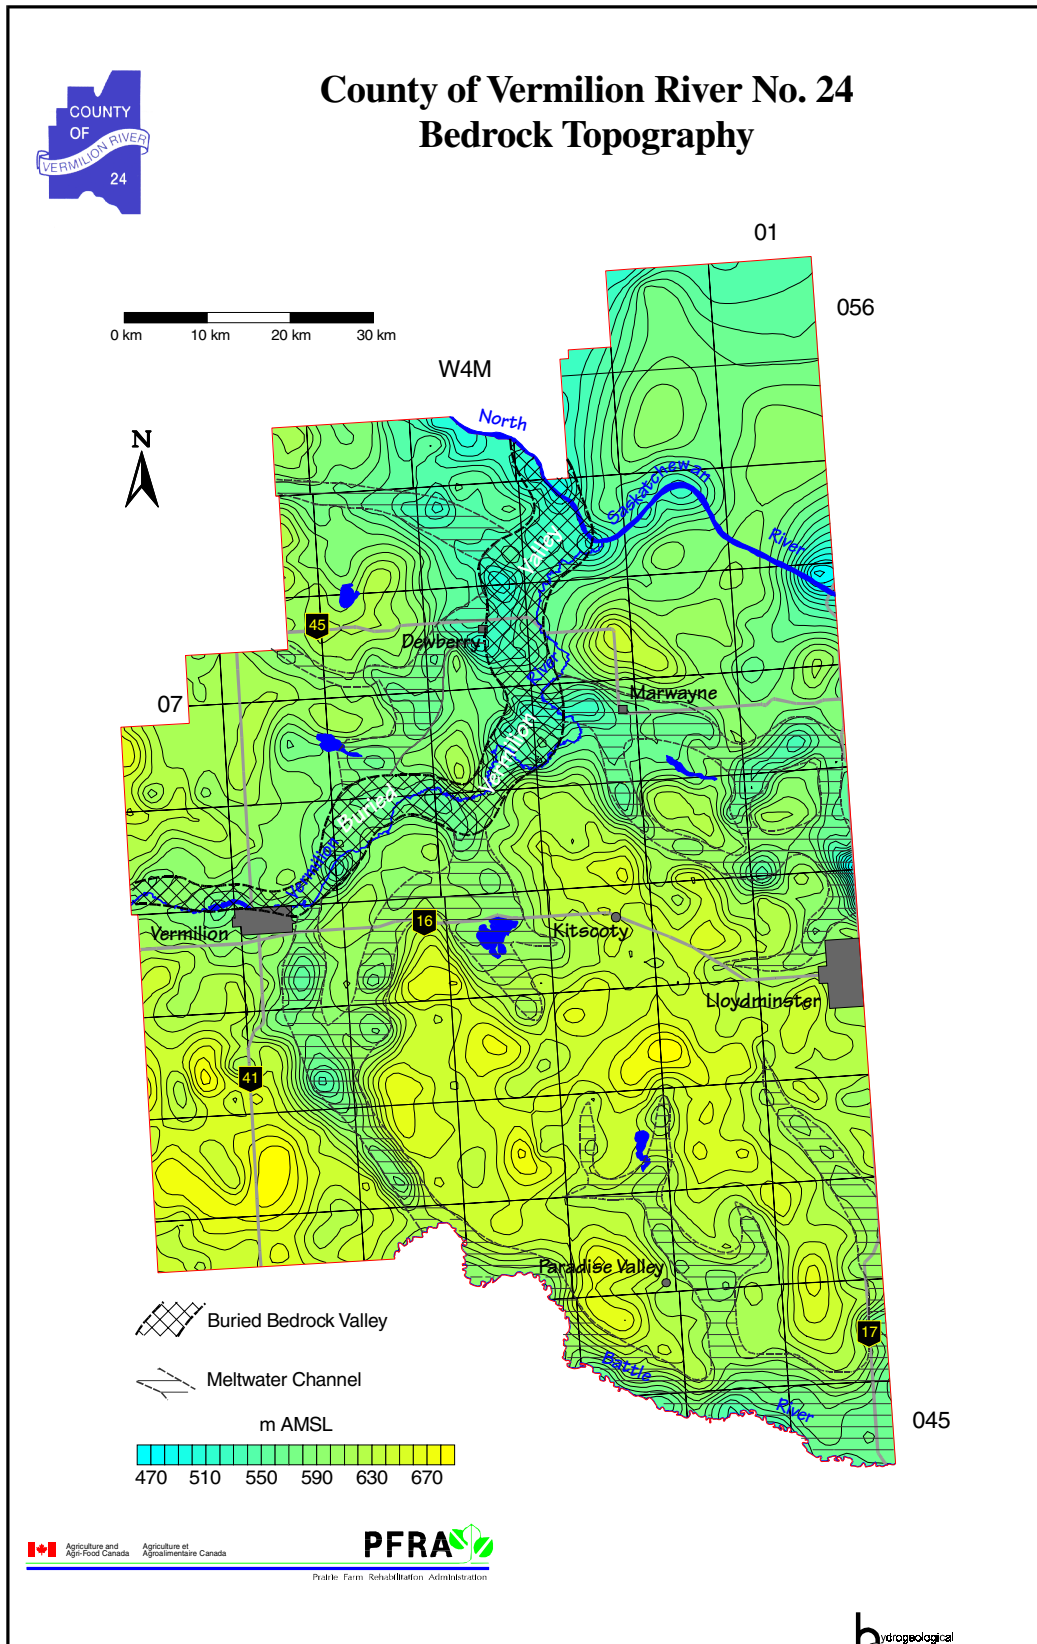 County of Vermilion River No. 24
Bedrock Topography
COUNTY
OF
VERMILION RIVER
24
01
056
0 km 10 km 20 km 30 km
W4M
N
North
Saskatchewan
River
Valley
45
Dewberry
River
07
Marwayne
Vermilion
Buried
Vermilion
16
Vermilion
Kitscoty
Lloydminster
41
Paradise Valley
17
Battle
River
045
Buried Bedrock Valley
Meltwater Channel
m AMSL
470 510 550 590 630 670
Agriculture and Agriculture et
Agri-Food Canada Agroalimentaire Canada
PFRA
Prairie Farm Rehabilitation Administration
hydrogeological